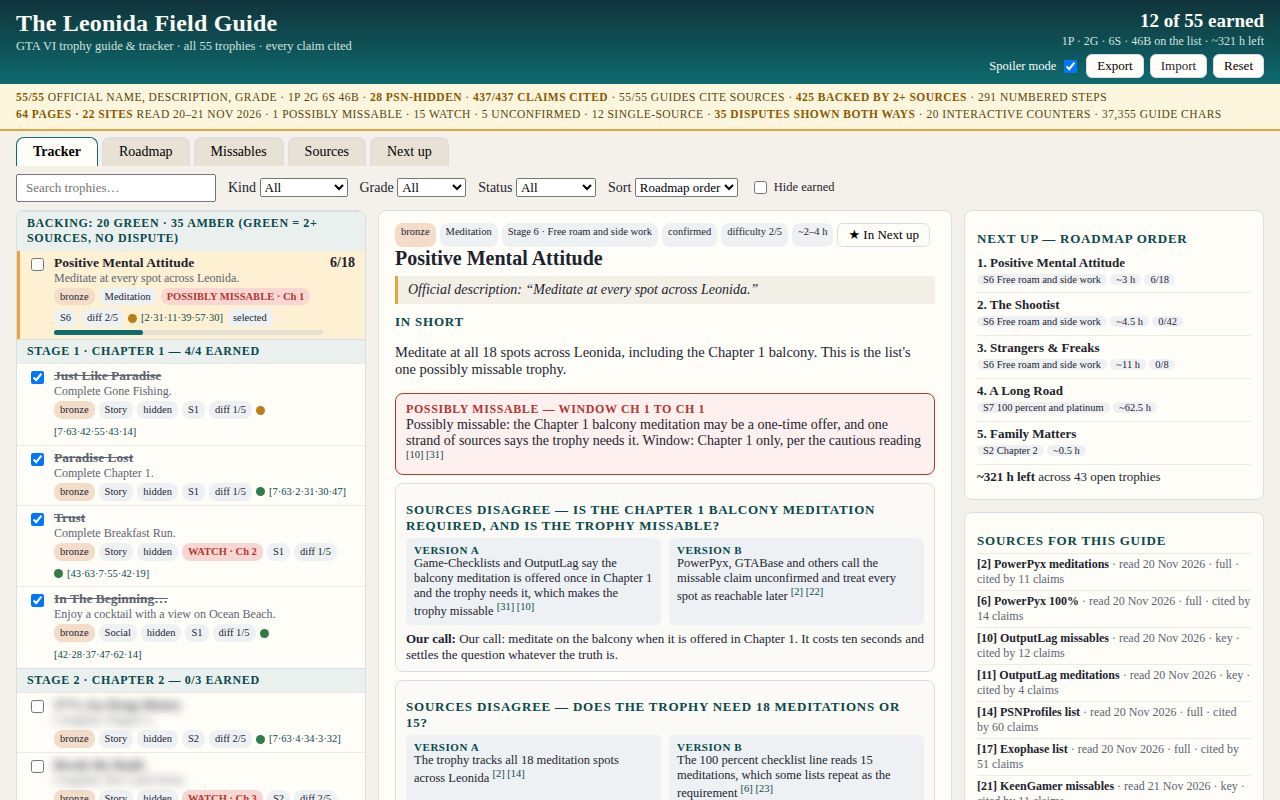 The Leonida Field Guide
GTA VI trophy guide & tracker · all 55 trophies · every claim cited
12 of 55 earned
1P · 2G · 6S · 46B on the list · ~321 h left
Spoiler mode
Export
Import
Reset
55/55 OFFICIAL NAME, DESCRIPTION, GRADE · 1P 2G 6S 46B · 28 PSN-HIDDEN · 437/437 CLAIMS CITED · 55/55 GUIDES CITE SOURCES · 425 BACKED BY 2+ SOURCES · 291 NUMBERED STEPS
64 PAGES · 22 SITES READ 20–21 NOV 2026 · 1 POSSIBLY MISSABLE · 15 WATCH · 5 UNCONFIRMED · 12 SINGLE-SOURCE · 35 DISPUTES SHOWN BOTH WAYS · 20 INTERACTIVE COUNTERS · 37,355 GUIDE CHARS
Tracker
Roadmap
Missables
Sources
Next up
Search trophies…
Kind All
Grade All
Status All
Sort Roadmap order
Hide earned
BACKING: 20 GREEN · 35 AMBER (GREEN = 2+
SOURCES, NO DISPUTE)
Positive Mental Attitude 6/18
Meditate at every spot across Leonida.
bronze Meditation POSSIBLY MISSABLE · Ch 1
S6 diff 2/5 [2·31·11·39·57·30] selected
STAGE 1 · CHAPTER 1 — 4/4 EARNED
Just Like Paradise
Complete Gone Fishing.
bronze Story hidden S1 diff 1/5
[7·63·42·55·43·14]
Paradise Lost
Complete Chapter 1.
bronze Story hidden S1 diff 1/5 [7·63·2·31·30·47]
Trust
Complete Breakfast Run.
bronze Story hidden WATCH · Ch 2 S1 diff 1/5
[43·63·7·55·42·19]
In The Beginning…
Enjoy a cocktail with a view on Ocean Beach.
bronze Social hidden S1 diff 1/5
[42·28·37·47·62·14]
STAGE 2 · CHAPTER 2 — 0/3 EARNED
bronze Story hidden S2 diff 2/5 [7·63·4·34·3·32]
bronze Story hidden WATCH · Ch 3 S2 diff 2/5
bronze Meditation Stage 6 · Free roam and side work confirmed difficulty 2/5 ~2–4 h ★ In Next up
Positive Mental Attitude
Official description: “Meditate at every spot across Leonida.”
IN SHORT
Meditate at all 18 spots across Leonida, including the Chapter 1 balcony. This is the list's
one possibly missable trophy.
POSSIBLY MISSABLE — WINDOW CH 1 TO CH 1
Possibly missable: the Chapter 1 balcony meditation may be a one-time offer, and one
strand of sources says the trophy needs it. Window: Chapter 1 only, per the cautious reading
[10] [31]
SOURCES DISAGREE — IS THE CHAPTER 1 BALCONY MEDITATION
REQUIRED, AND IS THE TROPHY MISSABLE?
VERSION A
Game-Checklists and OutputLag say the
balcony meditation is offered once in Chapter 1
and the trophy needs it, which makes the
trophy missable [31] [10]
VERSION B
PowerPyx, GTABase and others call the
missable claim unconfirmed and treat every
spot as reachable later [2] [22]
Our call: Our call: meditate on the balcony when it is offered in Chapter 1. It costs ten seconds and
settles the question whatever the truth is.
SOURCES DISAGREE — DOES THE TROPHY NEED 18 MEDITATIONS OR
15?
VERSION A
The trophy tracks all 18 meditation spots
across Leonida [2] [14]
VERSION B
The 100 percent checklist line reads 15
meditations, which some lists repeat as the
requirement [6] [23]
NEXT UP — ROADMAP ORDER
1. Positive Mental Attitude
S6 Free roam and side work ~3 h 6/18
2. The Shootist
S6 Free roam and side work ~4.5 h 0/42
3. Strangers & Freaks
S6 Free roam and side work ~11 h 0/8
4. A Long Road
S7 100 percent and platinum ~62.5 h
5. Family Matters
S2 Chapter 2 ~0.5 h
~321 h left across 43 open trophies
SOURCES FOR THIS GUIDE
[2] PowerPyx meditations · read 20 Nov 2026 · full ·
cited by 11 claims
[6] PowerPyx 100% · read 20 Nov 2026 · full · cited by
14 claims
[10] OutputLag missables · read 20 Nov 2026 · key ·
cited by 12 claims
[11] OutputLag meditations · read 20 Nov 2026 · key ·
cited by 4 claims
[14] PSNProfiles list · read 20 Nov 2026 · full · cited
by 60 claims
[17] Exophase list · read 20 Nov 2026 · full · cited by
51 claims
[21] KeenGamer missables · read 21 Nov 2026 · key ·